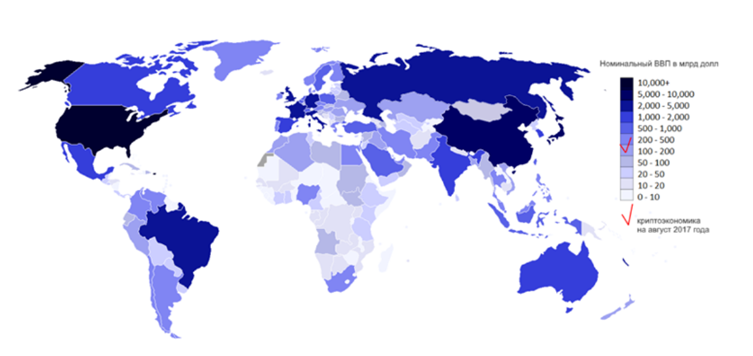 Номинальный ВВП в млрд долл
10,000+
5,000 - 10,000
2,000 - 5,000
1,000 - 2,000
500 - 1,000
200 - 500
100 - 200
50 - 100
20 - 50
10 - 20
0 - 10
криптоэкономика
на август 2017 года